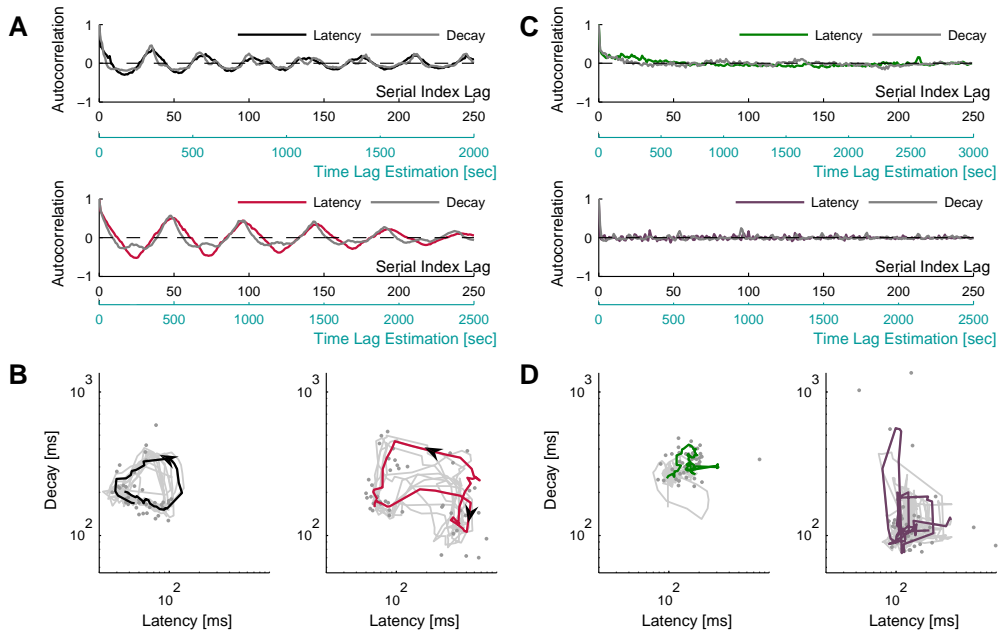 A
Autocorrelation
1
0
−1
Latency
Decay
Serial Index Lag
0 50 100 150 200 250
0 500 1000 1500 2000
Time Lag Estimation [sec]
Autocorrelation
1
0
−1
Latency
Decay
Serial Index Lag
0 50 100 150 200 250
0 500 1000 1500 2000 2500
Time Lag Estimation [sec]
C
Autocorrelation
1
0
−1
Latency
Decay
Serial Index Lag
0 50 100 150 200 250
0 500 1000 1500 2000 2500 3000
Time Lag Estimation [sec]
Autocorrelation
1
0
−1
Latency
Decay
Serial Index Lag
0 50 100 150 200 250
0 500 1000 1500 2000 2500
Time Lag Estimation [sec]
B
Decay [ms]
10^3
10^2
10^2
Latency [ms]
10^3
10^2
10^2
Latency [ms]
D
Decay [ms]
10^3
10^2
10^2
Latency [ms]
10^3
10^2
10^2
Latency [ms]